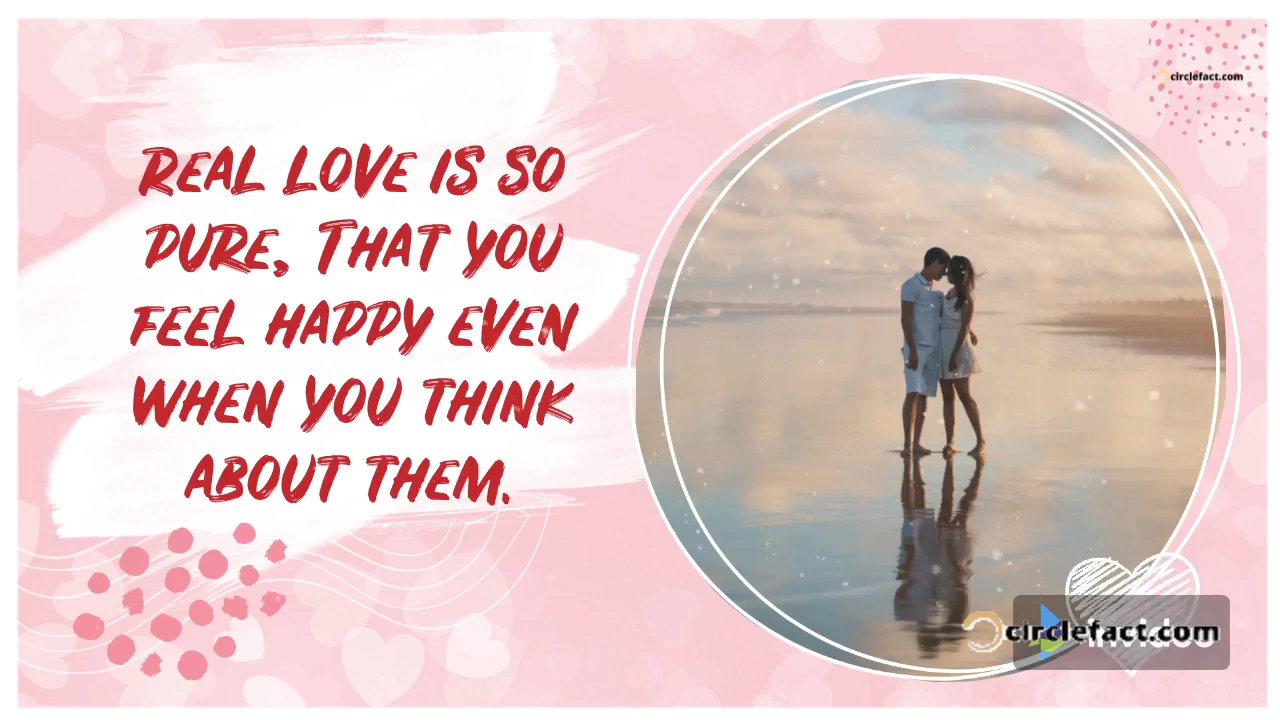 REAL LOVE IS SO
PURE, THAT YOU
FEEL HAPPY EVEN
WHEN YOU THINK
ABOUT THEM.
circlefact.com
circlefact.com
invideo